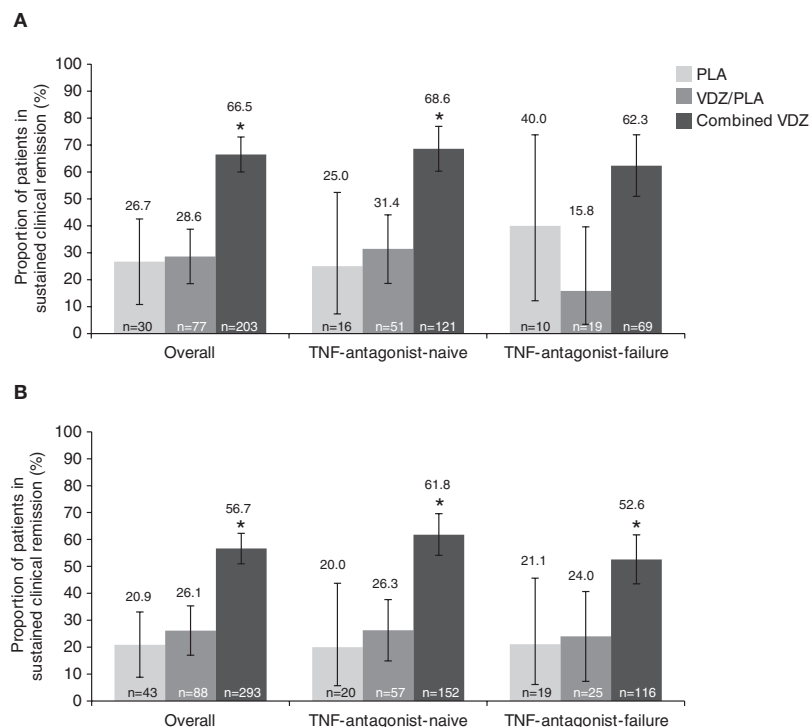 A
Proportion of patients in
sustained clinical remission (%)
100
90
80
70
60
50
40
30
20
10
0
26.7
28.6
66.5
*
25.0
31.4
68.6
*
40.0
15.8
62.3
n=30
n=77
n=203
n=16
n=51
n=121
n=10
n=19
n=69
Overall
TNF-antagonist-naive
TNF-antagonist-failure
PLA
VDZ/PLA
Combined VDZ
B
Proportion of patients in
sustained clinical remission (%)
100
90
80
70
60
50
40
30
20
10
0
20.9
26.1
56.7
*
20.0
26.3
61.8
*
21.1
24.0
52.6
*
n=43
n=88
n=293
n=20
n=57
n=152
n=19
n=25
n=116
Overall
TNF-antagonist-naive
TNF-antagonist-failure